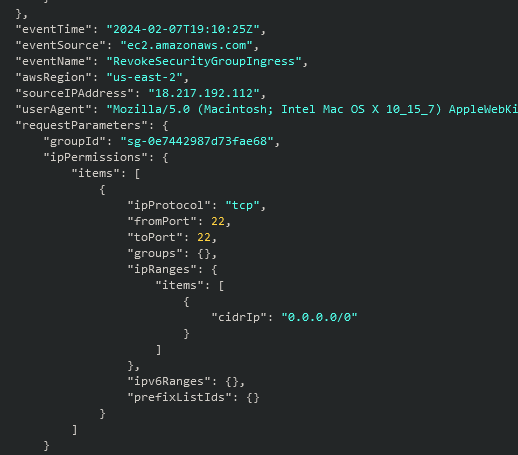 }
},
"eventTime": "2024-02-07T19:10:25Z",
"eventSource": "ec2.amazonaws.com",
"eventName": "RevokeSecurityGroupIngress",
"awsRegion": "us-east-2",
"sourceIPAddress": "18.217.192.112",
"userAgent": "Mozilla/5.0 (Macintosh; Intel Mac OS X 10_15_7) AppleWebKi
"requestParameters": {
"groupId": "sg-0e7442987d73fae68",
"ipPermissions": {
"items": [
{
"ipProtocol": "tcp",
"fromPort": 22,
"toPort": 22,
"groups": {},
"ipRanges": {
"items": [
{
"cidrIp": "0.0.0.0/0"
}
]
},
"ipv6Ranges": {},
"prefixListIds": {}
}
]
}